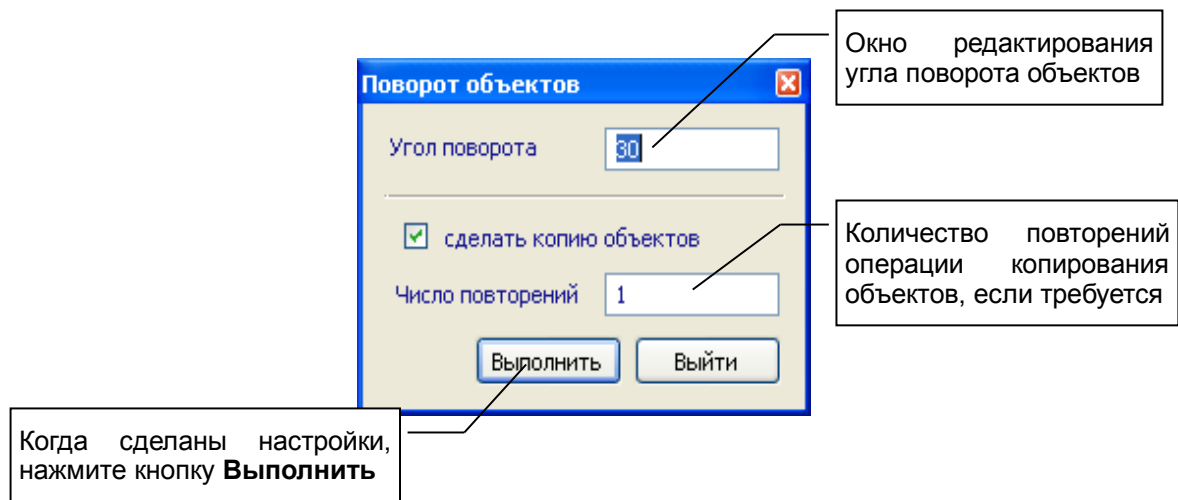 Окно редактирования
угла поворота объектов
Поворот объектов
Угол поворота
30
сделать копию объектов
Число повторений
1
Количество повторений
операции копирования
объектов, если требуется
Выполнить
Выйти
Когда сделаны настройки,
нажмите кнопку Выполнить